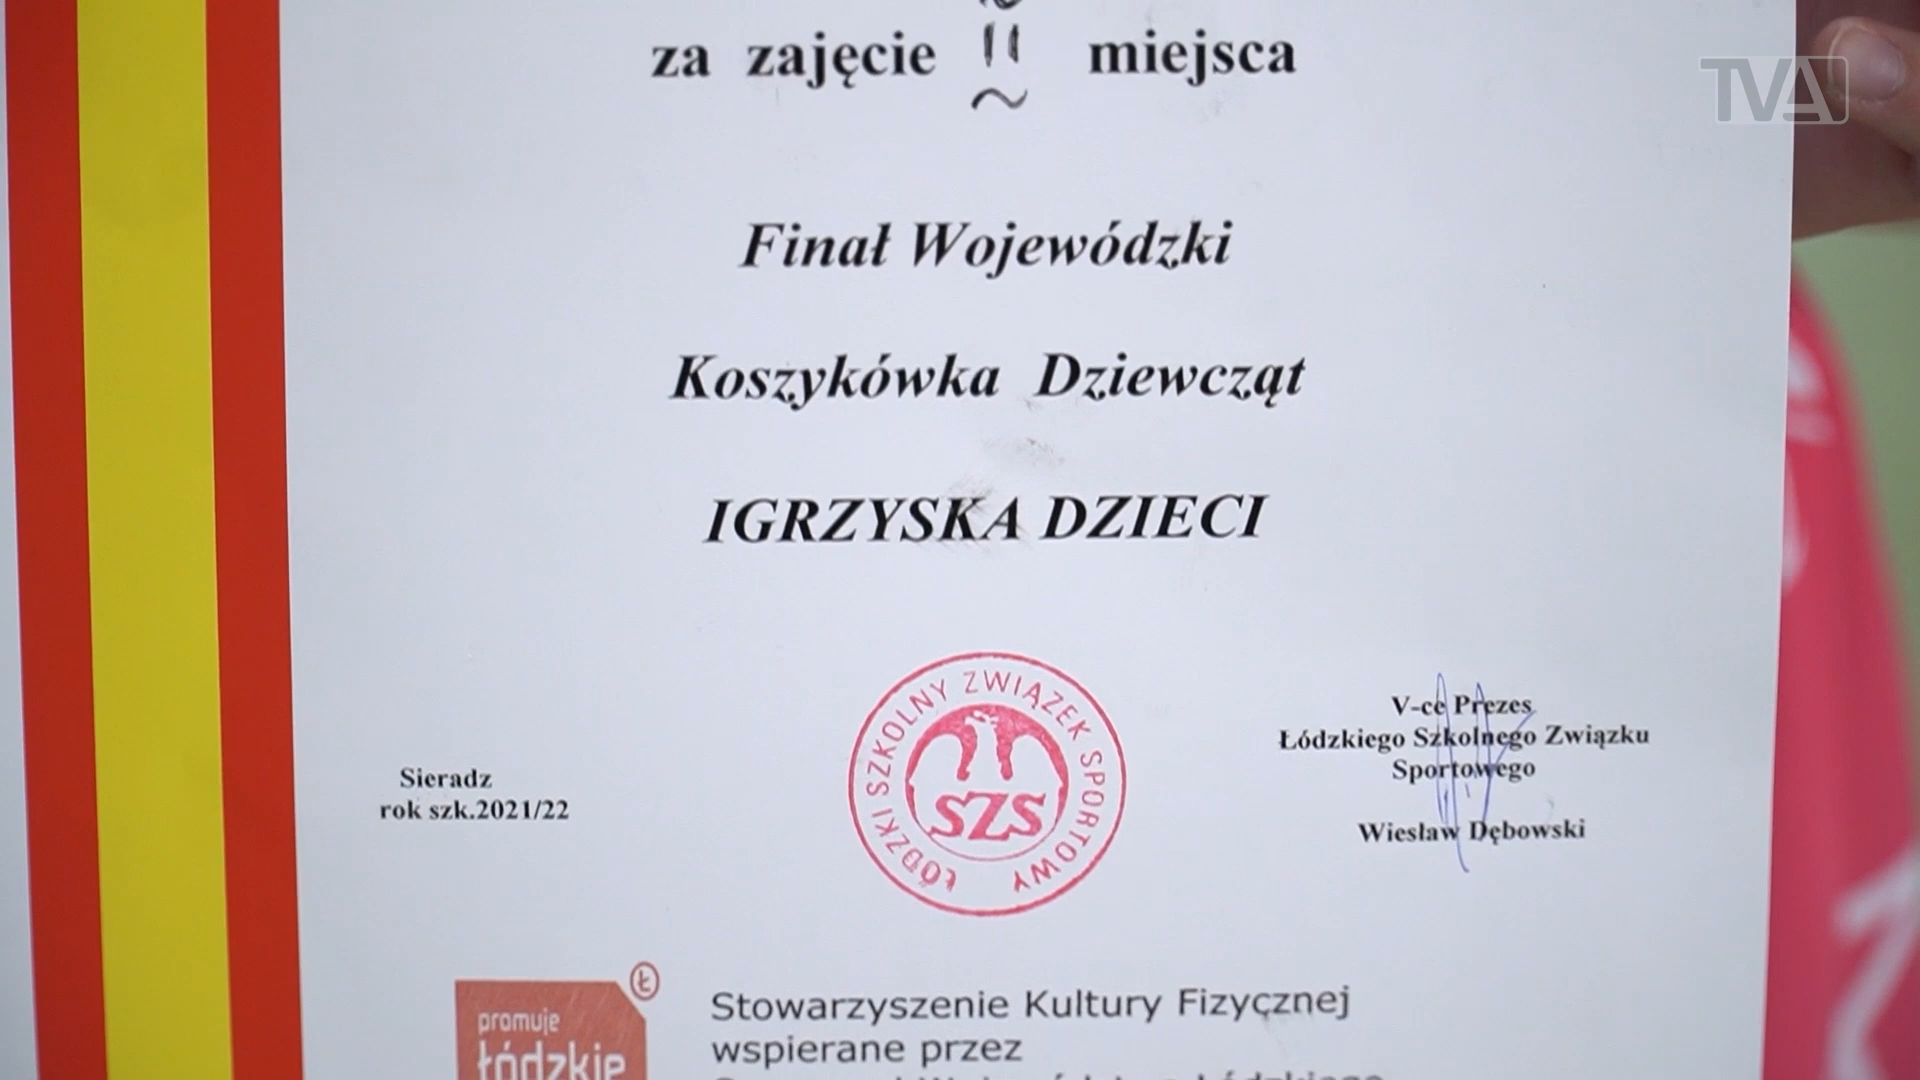 za zajęcie II miejsca
TVA
Finał Wojewódzki
Koszykówka Dziewcząt
IGRZYSKA DZIECI
ŁÓDZKI SZKOLNY ZWIĄZEK SPORTOWY
SZS
Sieradz
rok szk.2021/22
V-ce Prezes
Łódzkiego Szkolnego Związku
Sportowego
Wiesław Dębowski
Ł
promuje
łódzkie
Stowarzyszenie Kultury Fizycznej
wspierane przez